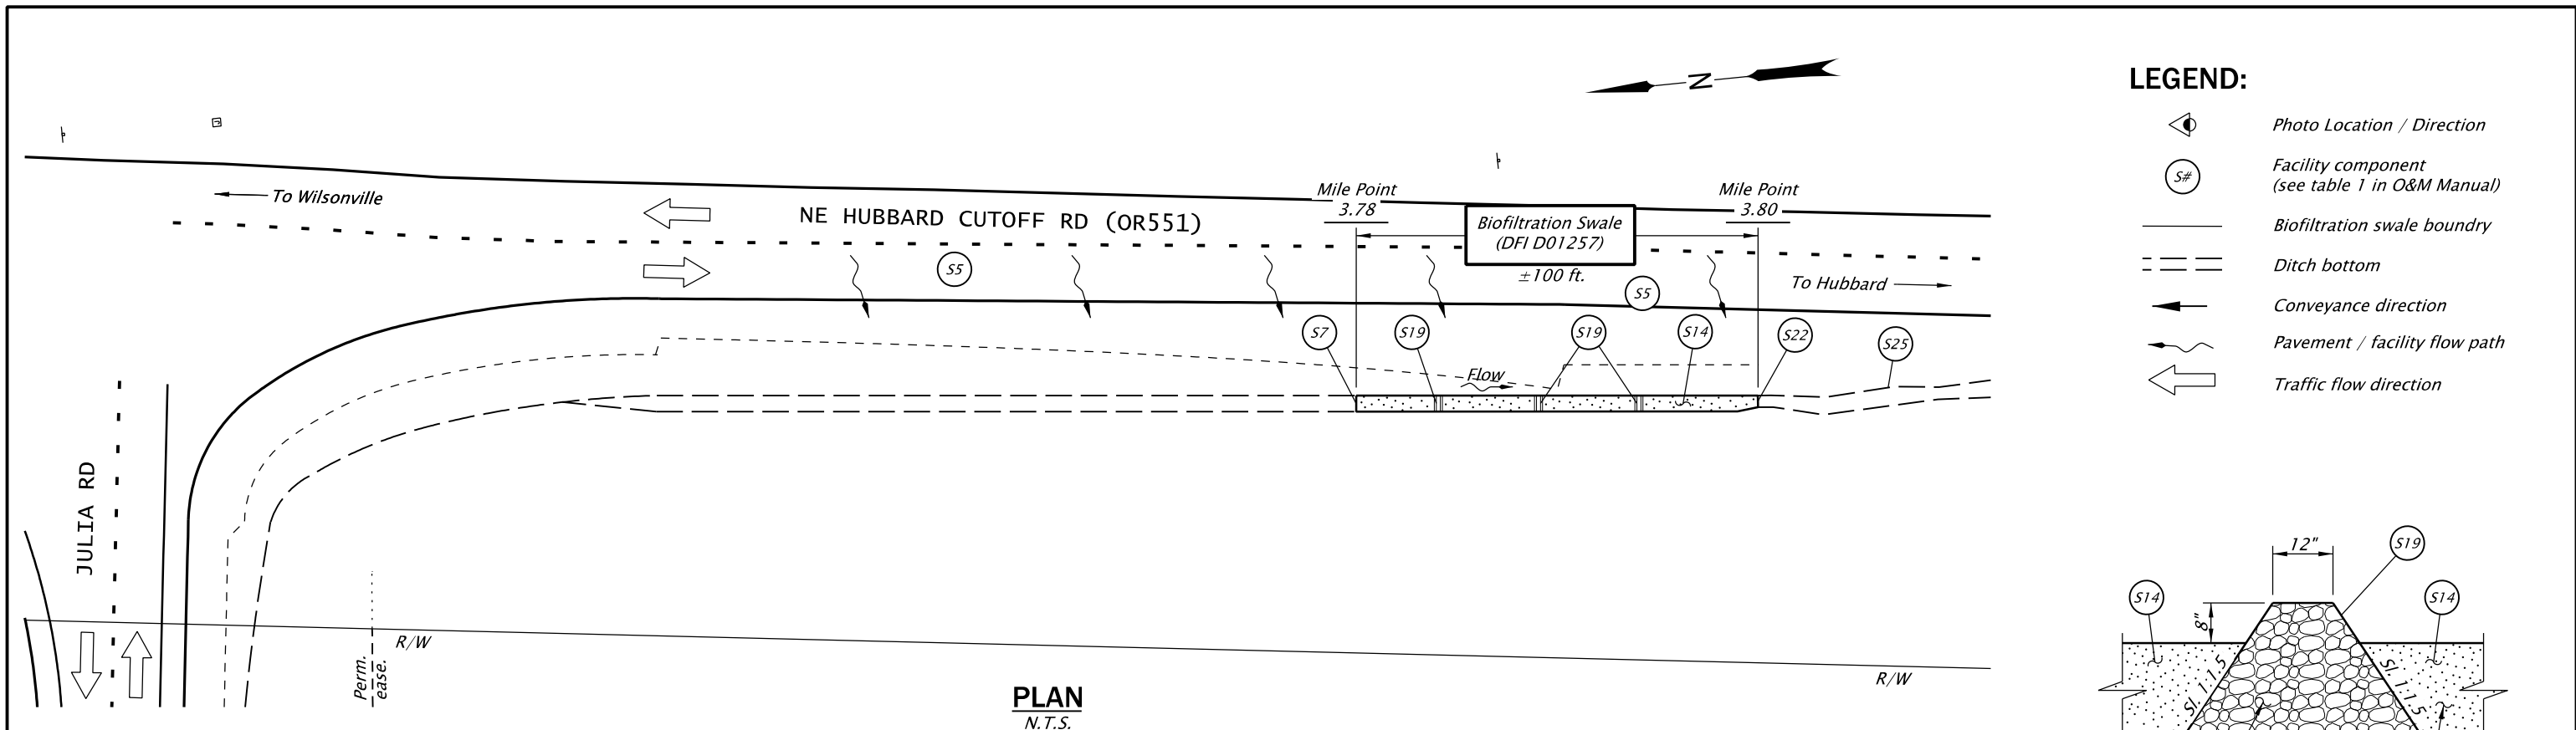 N
To Wilsonville
NE HUBBARD CUTOFF RD (OR551)
Mile Point
3.78
Biofiltration Swale
(DFI D01257)
±100 ft.
Mile Point
3.80
To Hubbard
S5
S5
S7
S19
S19
S14
S22
S25
Flow
JULIA RD
Perm.
ease.
R/W
R/W
PLAN
N.T.S.
LEGEND:
Photo Location / Direction
S#
Facility component
(see table 1 in O&M Manual)
Biofiltration swale boundry
Ditch bottom
Conveyance direction
Pavement / facility flow path
Traffic flow direction
12"
S19
S14
8"
S14
Sl. 1:1.5
Sl. 1:1.5